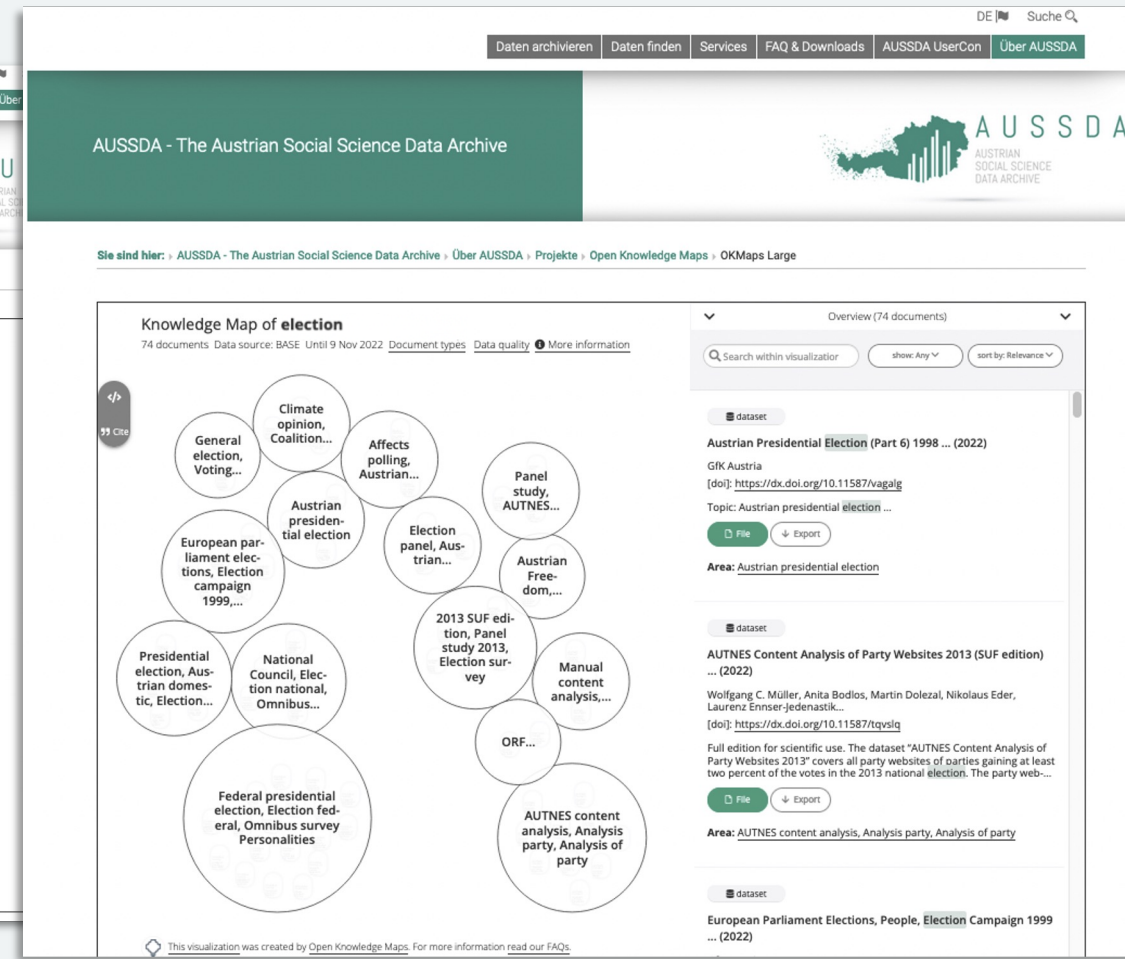 DE Suche
Daten archivieren Daten finden Services FAQ & Downloads AUSSDA UserCon Über AUSSDA
Über
AUSSDA - The Austrian Social Science Data Archive
AUSSDA
AUSTRIAN
SOCIAL SCIENCE
DATA ARCHIVE
U
Sie sind hier: AUSSDA - The Austrian Social Science Data Archive Über AUSSDA Projekte Open Knowledge Maps OKMaps Large
Knowledge Map of election
74 documents Data source: BASE Until 9 Nov 2022 Document types Data quality More information
Cite
Climate
opinion,
Coalition...
General
election,
Voting...
Affects
polling,
Austrian...
Panel
study,
AUTNES...
Austrian
presiden-
tial election
Election
panel, Aus-
trian...
European par-
liament elec-
tions, Election
campaign
1999,...
Austrian
Free-
dom,...
2013 SUF edi-
tion, Panel
study 2013,
Election sur-
vey
Presidential
election, Aus-
trian domes-
tic, Election...
National
Council, Elec-
tion national,
Omnibus...
Manual
content
analysis,...
ORF...
Federal presidential
election, Election fed-
eral, Omnibus survey
Personalities
AUTNES content
analysis, Analysis
party, Analysis of
party
This visualization was created by Open Knowledge Maps. For more information read our FAQs.
Overview (74 documents)
Search within visualization
show: Any
sort by: Relevance
dataset
Austrian Presidential Election (Part 6) 1998 ... (2022)
GfK Austria
[doi]: https://dx.doi.org/10.11587/vagalg
Topic: Austrian presidential election ...
File Export
Area: Austrian presidential election
dataset
AUTNES Content Analysis of Party Websites 2013 (SUF edition)
... (2022)
Wolfgang C. Müller, Anita Bodlos, Martin Dolezal, Nikolaus Eder,
Laurenz Ennser-Jedenastik...
[doi]: https://dx.doi.org/10.11587/tqvslq
Full edition for scientific use. The dataset "AUTNES Content Analysis of
Party Websites 2013" covers all party websites of parties gaining at least
two percent of the votes in the 2013 national election. The party web-...
File Export
Area: AUTNES content analysis, Analysis party, Analysis of party
dataset
European Parliament Elections, People, Election Campaign 1999
... (2022)